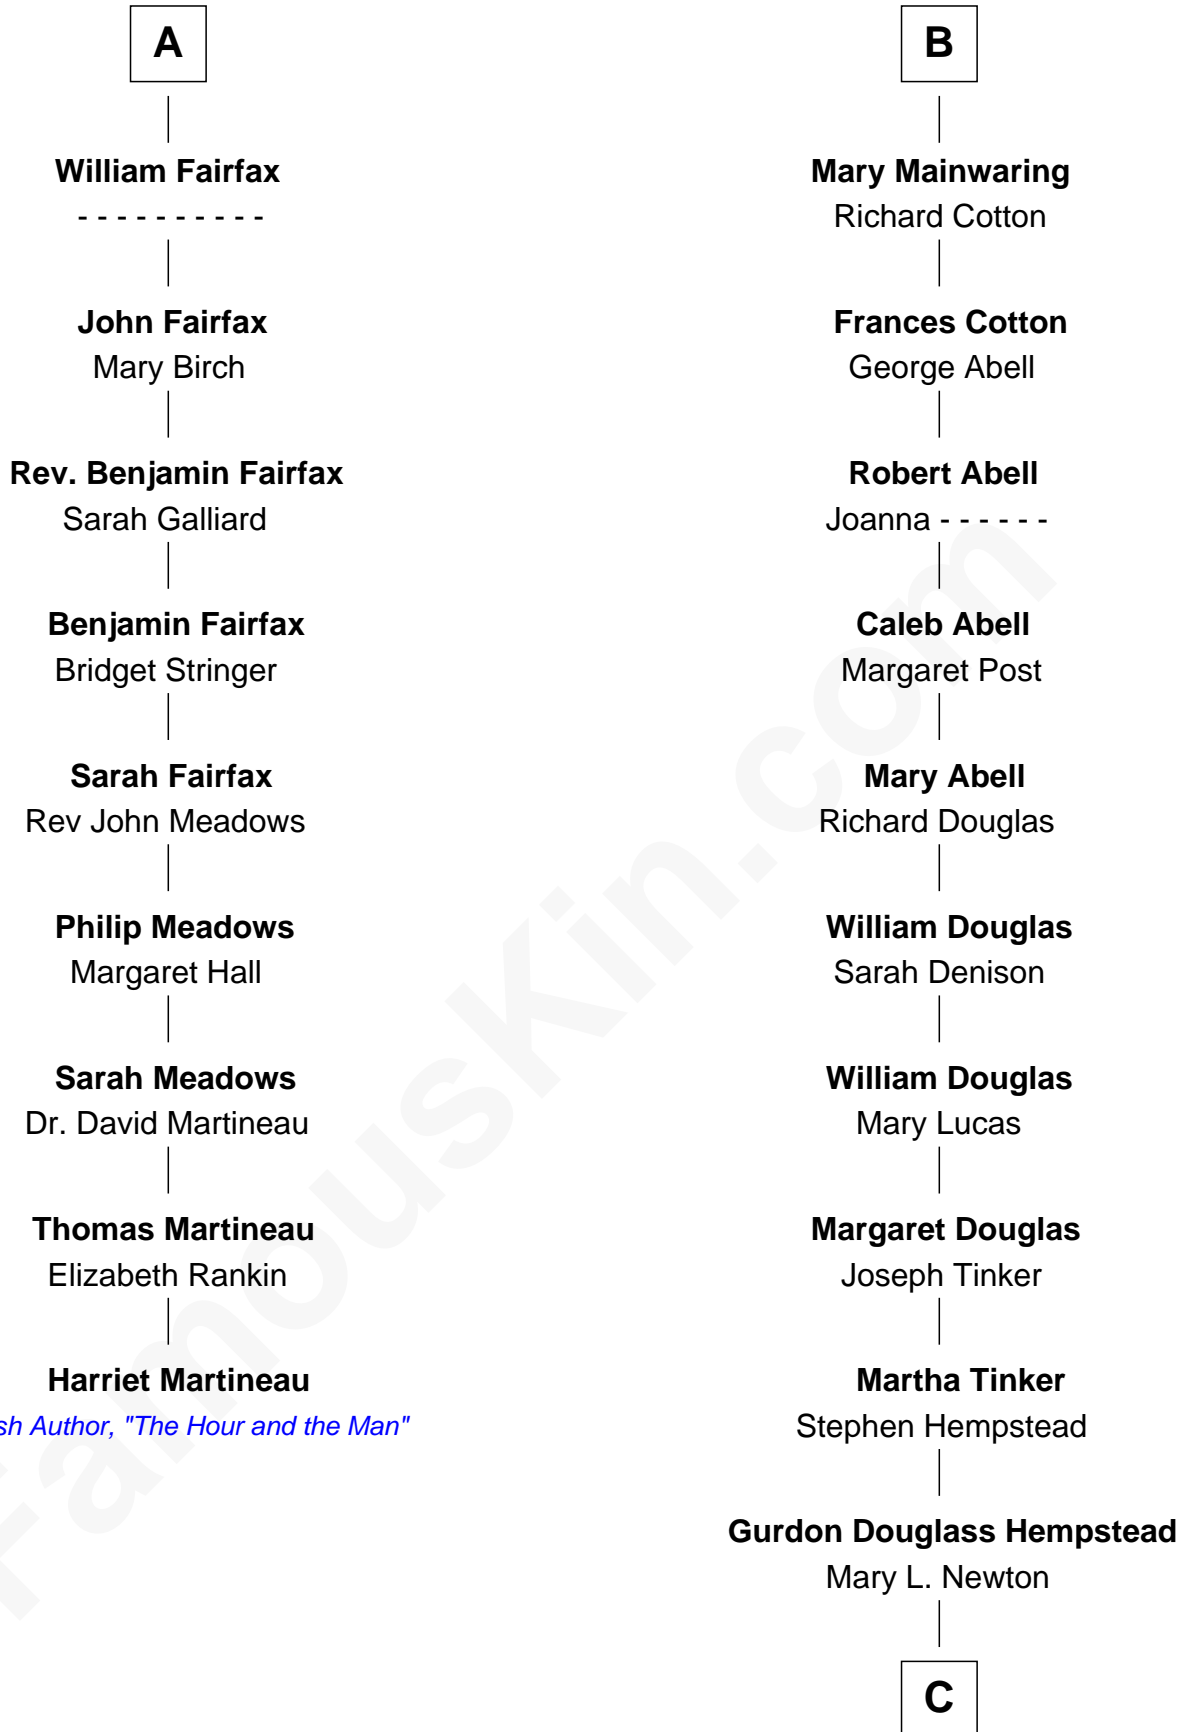 A
William Fairfax
- - - - - - - - - -
John Fairfax
Mary Birch
Rev. Benjamin Fairfax
Sarah Galliard
Benjamin Fairfax
Bridget Stringer
Sarah Fairfax
Rev John Meadows
Philip Meadows
Margaret Hall
Sarah Meadows
Dr. David Martineau
Thomas Martineau
Elizabeth Rankin
Harriet Martineau
sh Author, "The Hour and the Man"
B
Mary Mainwaring
Richard Cotton
Frances Cotton
George Abell
Robert Abell
Joanna - - - - - -
Caleb Abell
Margaret Post
Mary Abell
Richard Douglas
William Douglas
Sarah Denison
William Douglas
Mary Lucas
Margaret Douglas
Joseph Tinker
Martha Tinker
Stephen Hempstead
Gurdon Douglass Hempstead
Mary L. Newton
C
FamousKin.com